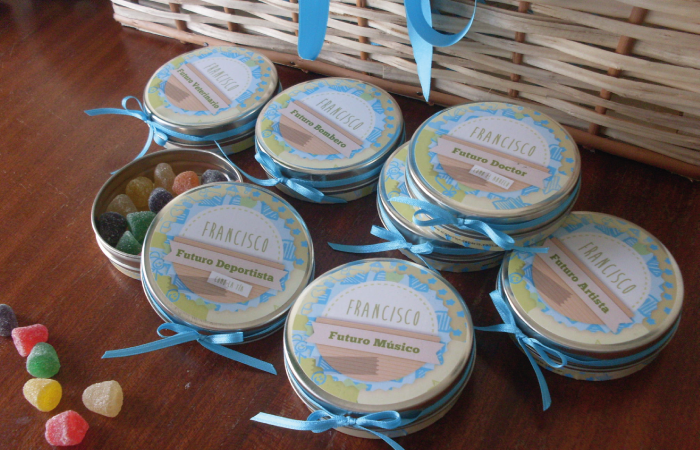 FRANCISCO
Futuro Veterinario
FRANCISCO
Futuro Bombero
FRANCISCO
Futuro Doctor
FRANCISCO
Futuro Deportista
FRANCISCO
Futuro Músico
FRANCISCO
Futuro Artista